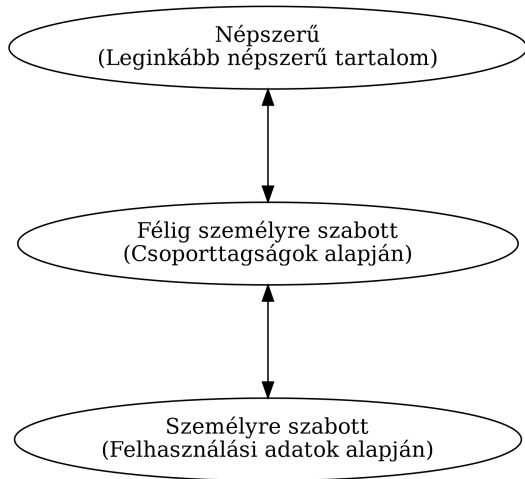 Népszerű
(Leginkább népszerű tartalom)
Félig személyre szabott
(Csoporttagságok alapján)
Személyre szabott
(Felhasználási adatok alapján)